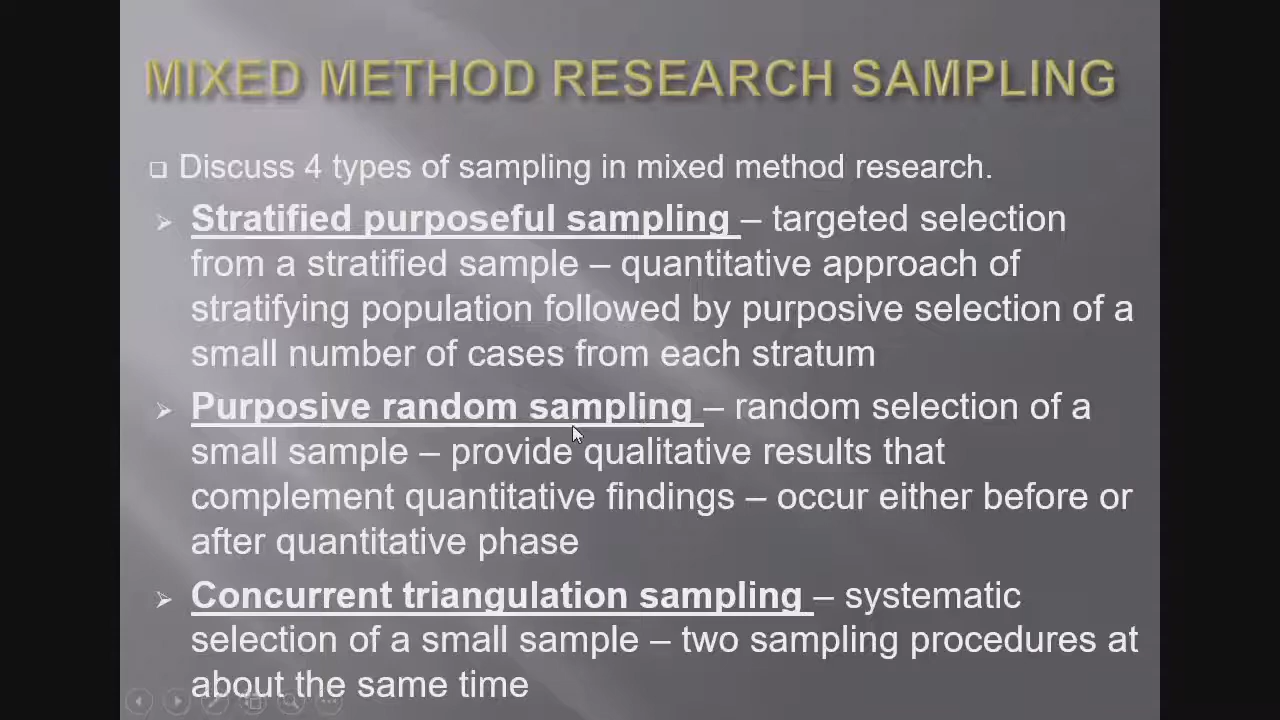 MIXED METHOD RESEARCH SAMPLING
Discuss 4 types of sampling in mixed method research.
Stratified purposeful sampling – targeted selection
from a stratified sample – quantitative approach of
stratifying population followed by purposive selection of a
small number of cases from each stratum
Purposive random sampling – random selection of a
small sample – provide qualitative results that
complement quantitative findings – occur either before or
after quantitative phase
Concurrent triangulation sampling – systematic
selection of a small sample – two sampling procedures at
about the same time